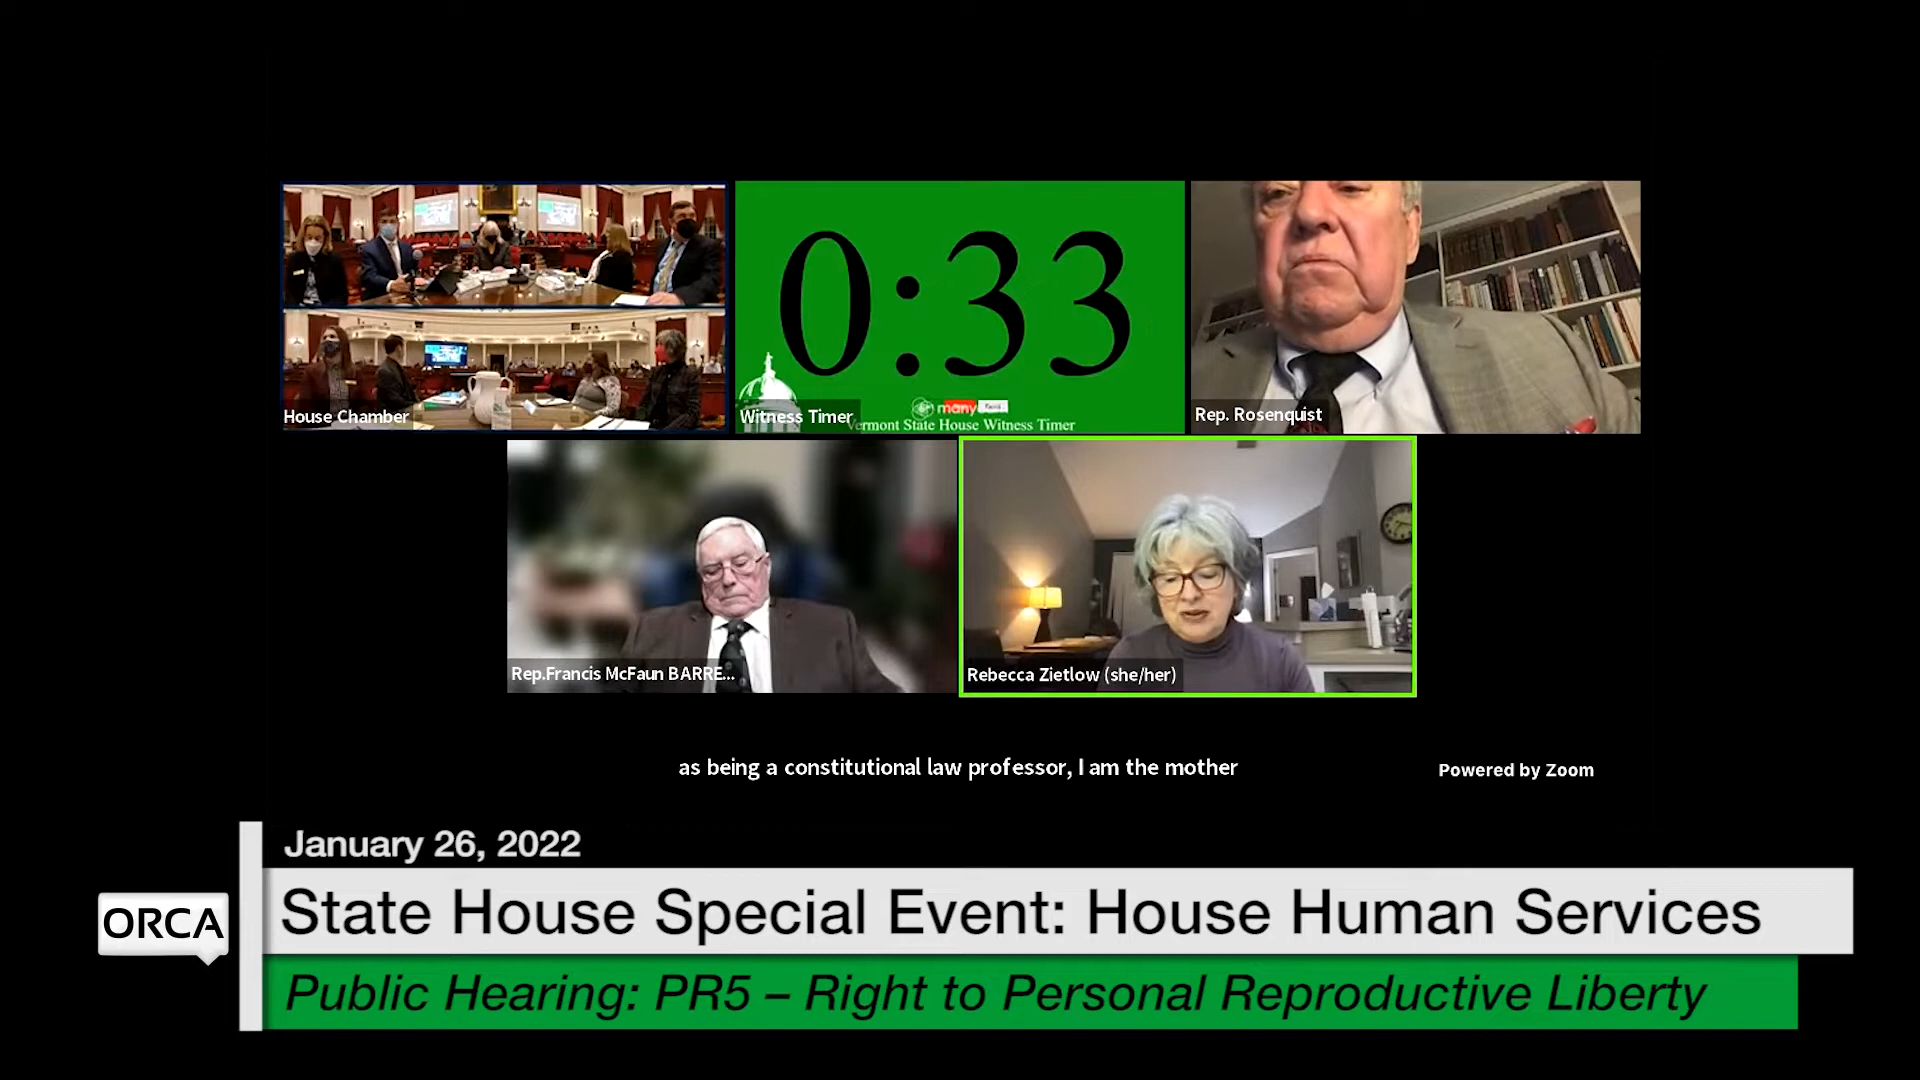 0:33
many
House Chamber
Witness Timer
Vermont State House Witness Timer
Rep. Rosenquist
Rep.Francis McFaun BARRE...
Rebecca Zietlow (she/her)
as being a constitutional law professor, I am the mother
Powered by Zoom
January 26, 2022
ORCA
State House Special Event: House Human Services
Public Hearing: PR5 – Right to Personal Reproductive Liberty